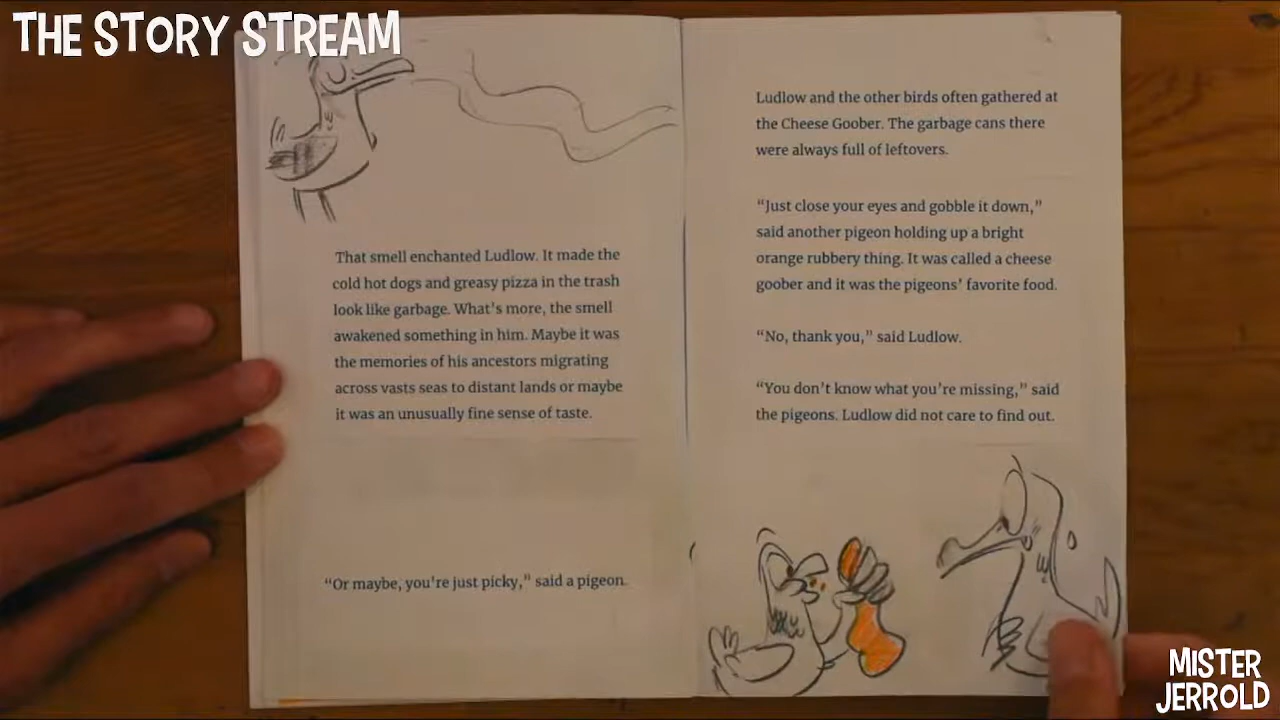 THE STORY STREAM
That smell enchanted Ludlow. It made the
cold hot dogs and greasy pizza in the trash
look like garbage. What's more, the smell
awakened something in him. Maybe it was
the memories of his ancestors migrating
across vasts seas to distant lands or maybe
it was an unusually fine sense of taste.
“Or maybe, you're just picky,” said a pigeon.
Ludlow and the other birds often gathered at
the Cheese Goober. The garbage cans there
were always full of leftovers.
“Just close your eyes and gobble it down,”
said another pigeon holding up a bright
orange rubbery thing. It was called a cheese
goober and it was the pigeons’ favorite food.
“No, thank you,” said Ludlow.
“You don’t know what you’re missing,” said
the pigeons. Ludlow did not care to find out.
MISTER
JERROLD